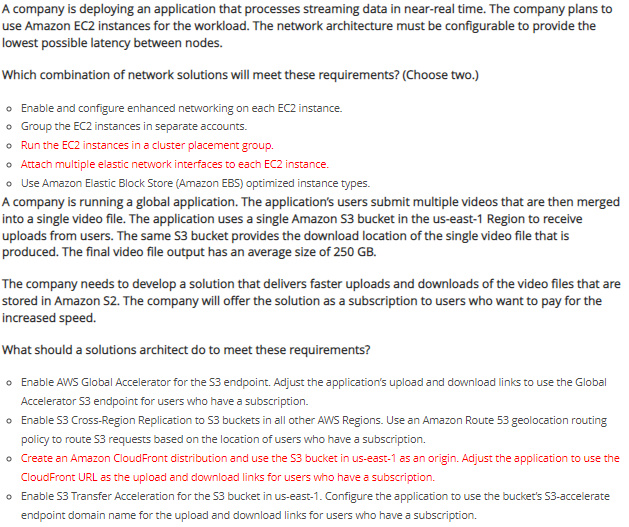 A company is deploying an application that processes streaming data in near-real time. The company plans to
use Amazon EC2 instances for the workload. The network architecture must be configurable to provide the
lowest possible latency between nodes.
Which combination of network solutions will meet these requirements? (Choose two.)
Enable and configure enhanced networking on each EC2 instance.
Group the EC2 instances in separate accounts.
Run the EC2 instances in a cluster placement group.
Attach multiple elastic network interfaces to each EC2 instance.
Use Amazon Elastic Block Store (Amazon EBS) optimized instance types.
A company is running a global application. The application's users submit multiple videos that are then merged
into a single video file. The application uses a single Amazon S3 bucket in the us-east-1 Region to receive
uploads from users. The same S3 bucket provides the download location of the single video file that is
produced. The final video file output has an average size of 250 GB.
The company needs to develop a solution that delivers faster uploads and downloads of the video files that are
stored in Amazon S2. The company will offer the solution as a subscription to users who want to pay for the
increased speed.
What should a solutions architect do to meet these requirements?
Enable AWS Global Accelerator for the S3 endpoint. Adjust the application's upload and download links to use the Global
Accelerator S3 endpoint for users who have a subscription.
Enable S3 Cross-Region Replication to S3 buckets in all other AWS Regions. Use an Amazon Route 53 geolocation routing
policy to route S3 requests based on the location of users who have a subscription.
Create an Amazon CloudFront distribution and use the S3 bucket in us-east-1 as an origin. Adjust the application to use the
CloudFront URL as the upload and download links for users who have a subscription.
Enable S3 Transfer Acceleration for the S3 bucket in us-east-1. Configure the application to use the bucket's S3-accelerate
endpoint domain name for the upload and download links for users who have a subscription.